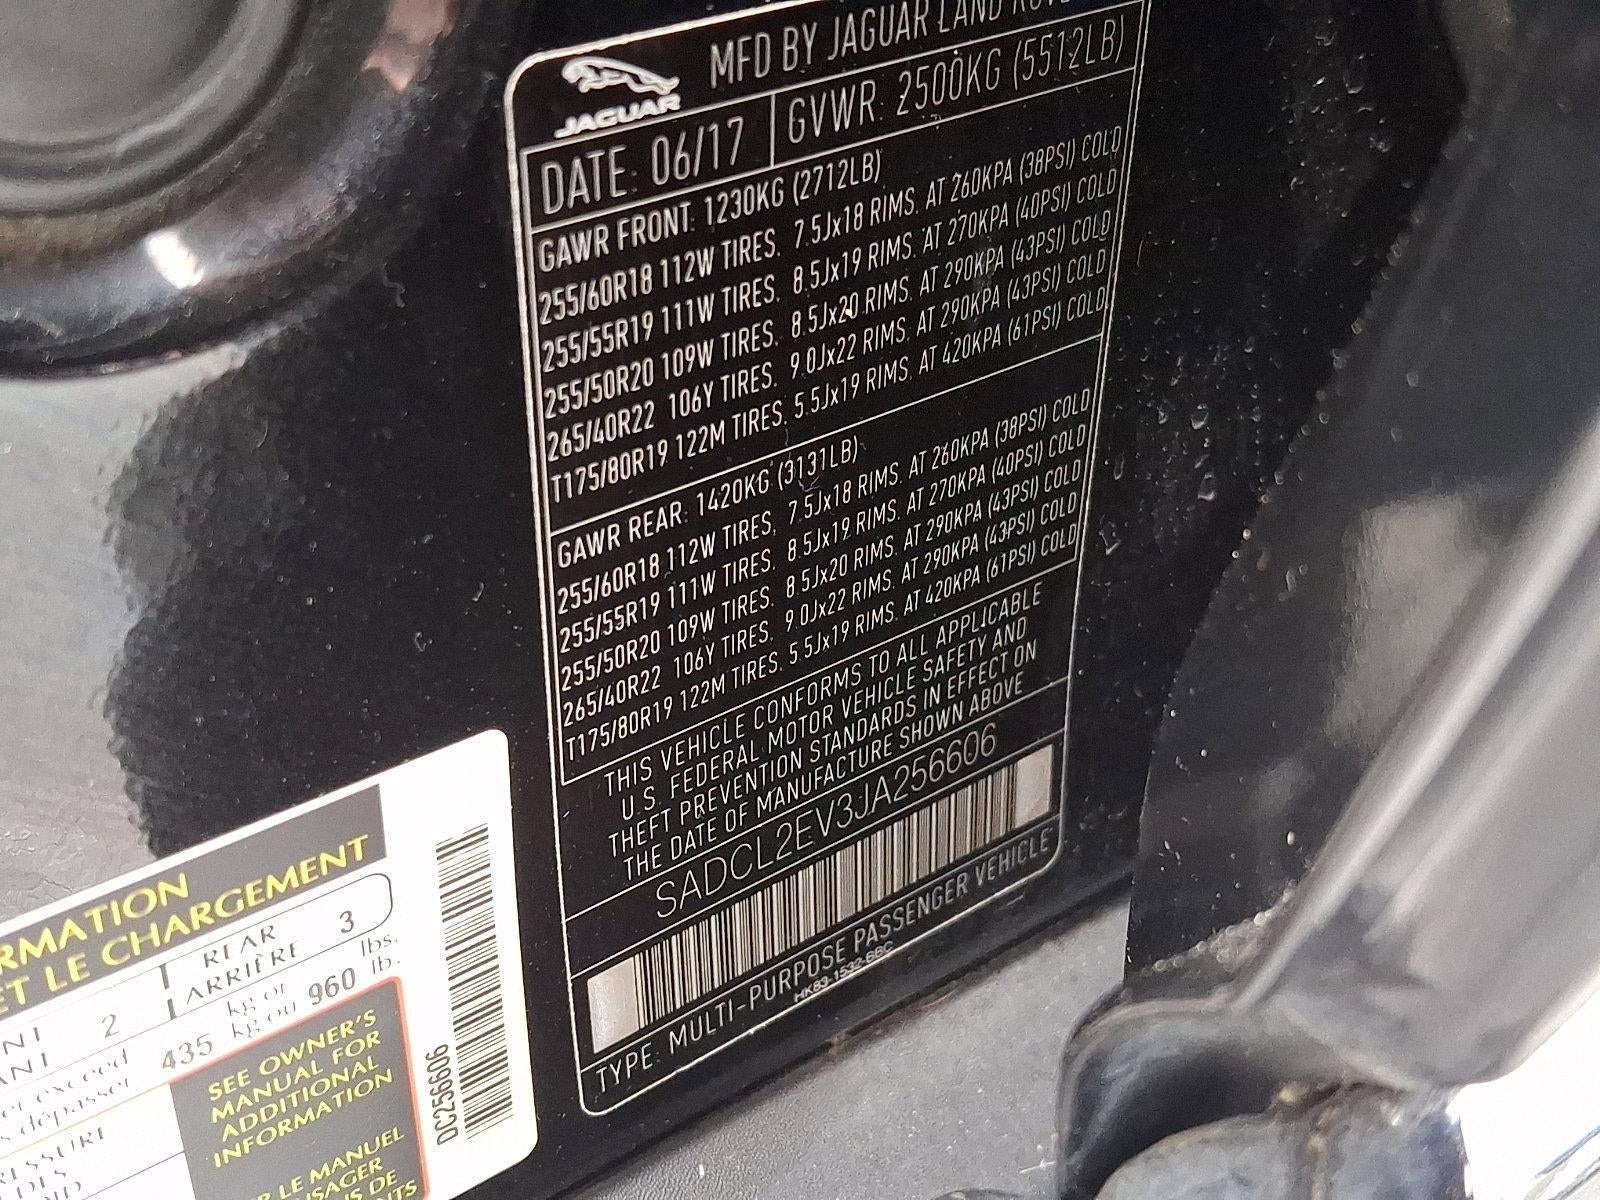 MFD BY JAGUAR LAND
JAGUAR
DATE: 06/17 GVWR: 2500KG (5512LB)
GAWR FRONT: 1230KG (2712LB)
255/60R18 112W TIRES, 7.5Jx18 RIMS, AT 260KPA (38PSI) COLD
255/55R19 111W TIRES, 8.5Jx19 RIMS, AT 270KPA (40PSI) COLD
255/50R20 109W TIRES, 8.5Jx20 RIMS, AT 290KPA (43PSI) COLD
265/40R22 106Y TIRES, 9.0Jx22 RIMS, AT 290KPA (43PSI) COLD
T175/80R19 122M TIRES, 5.5Jx19 RIMS, AT 420KPA (61PSI) COLD
GAWR REAR: 1420KG (3131LB)
255/60R18 112W TIRES, 7.5Jx18 RIMS, AT 260KPA (38PSI) COLD
255/55R19 111W TIRES, 8.5Jx19 RIMS, AT 270KPA (40PSI) COLD
255/50R20 109W TIRES, 8.5Jx20 RIMS, AT 290KPA (43PSI) COLD
265/40R22 106Y TIRES, 9.0Jx22 RIMS, AT 290KPA (43PSI) COLD
T175/80R19 122M TIRES, 5.5Jx19 RIMS, AT 420KPA (61PSI) COLD
THIS VEHICLE CONFORMS TO ALL APPLICABLE
U.S. FEDERAL MOTOR VEHICLE SAFETY AND
THEFT PREVENTION STANDARDS IN EFFECT ON
THE DATE OF MANUFACTURE SHOWN ABOVE
SADCL2EV3JA256606
TYPE: MULTI-PURPOSE PASSENGER VEHICLE
HK83-1532-BBC
RMATION
ET LE CHARGEMENT
2 REAR 3
ARRIÈRE
exceed 435 kg or 960 lbs.
dépasser kg ou lb.
SEE OWNER'S
MANUAL FOR
ADDITIONAL
INFORMATION
LE MANUEL
DE
DC256606